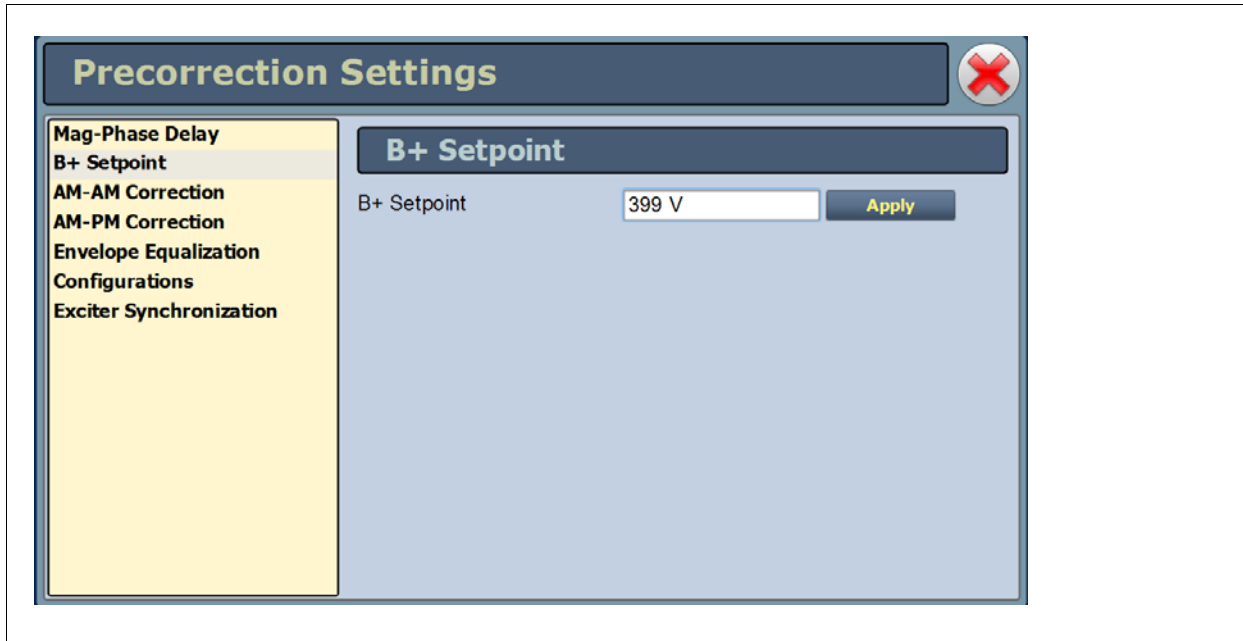 Precorrection Settings
Mag-Phase Delay
B+ Setpoint
AM-AM Correction
AM-PM Correction
Envelope Equalization
Configurations
Exciter Synchronization
B+ Setpoint
B+ Setpoint 399 V Apply